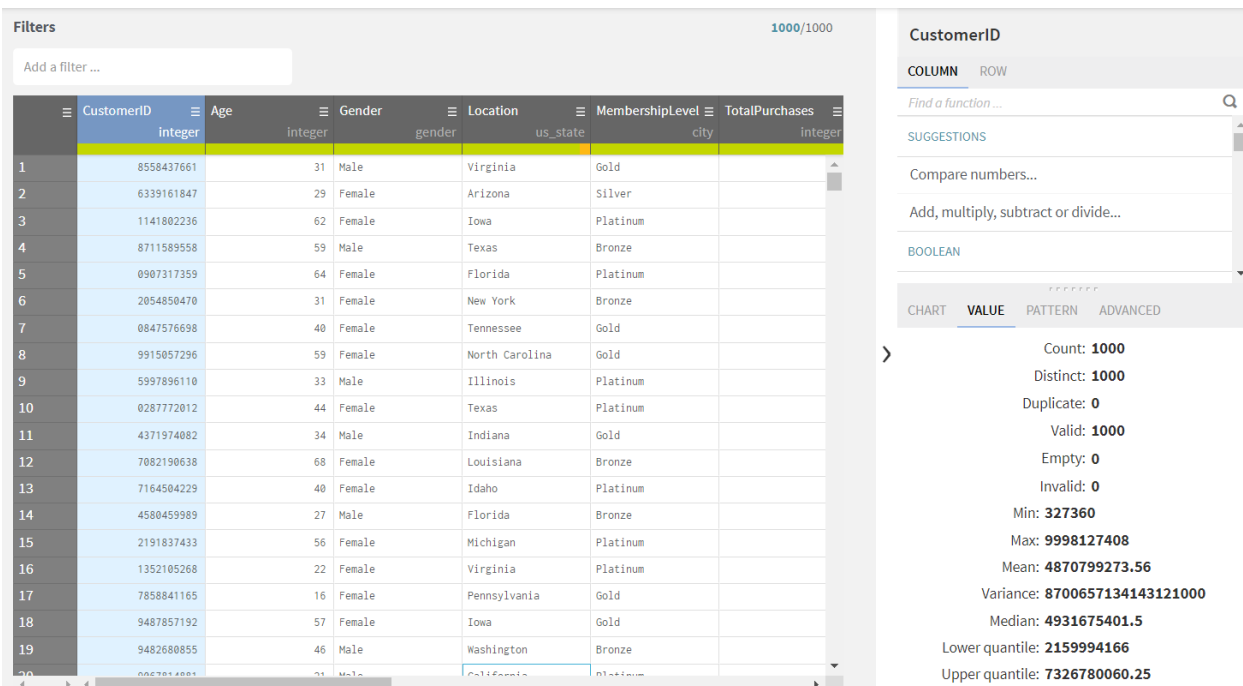 Filters 1000/1000
Add a filter ...
CustomerID Age Gender Location MembershipLevel TotalPurchases
integer integer gender us_state city integer
1 8558437661 31 Male Virginia Gold
2 6339161847 29 Female Arizona Silver
3 1141802236 62 Female Iowa Platinum
4 8711589558 59 Male Texas Bronze
5 0907317359 64 Female Florida Platinum
6 2054850470 31 Female New York Bronze
7 0847576698 40 Female Tennessee Gold
8 9915057296 59 Female North Carolina Gold
9 5997896110 33 Male Illinois Platinum
10 0287772012 44 Female Texas Platinum
11 4371974082 34 Male Indiana Gold
12 7082190638 68 Female Louisiana Bronze
13 7164504229 40 Female Idaho Platinum
14 4580459989 27 Male Florida Bronze
15 2191837433 56 Female Michigan Platinum
16 1352105268 22 Female Virginia Platinum
17 7858841165 16 Female Pennsylvania Gold
18 9487857192 57 Female Iowa Gold
19 9482680855 46 Male Washington Bronze
20 Male California Platinum
CustomerID
COLUMN ROW
Find a function ...
SUGGESTIONS
Compare numbers...
Add, multiply, subtract or divide...
BOOLEAN
CHART VALUE PATTERN ADVANCED
Count: 1000
Distinct: 1000
Duplicate: 0
Valid: 1000
Empty: 0
Invalid: 0
Min: 327360
Max: 9998127408
Mean: 4870799273.56
Variance: 8700657134143121000
Median: 4931675401.5
Lower quantile: 2159994166
Upper quantile: 7326780060.25